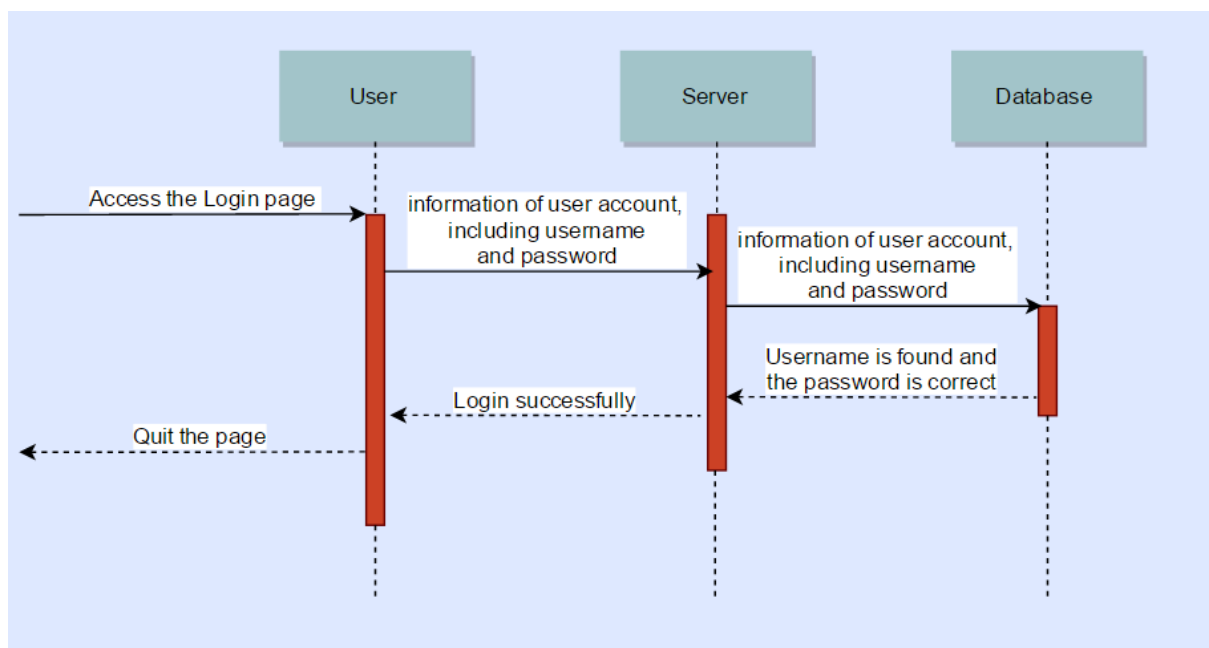 User
Server
Database
Access the Login page
information of user account,
including username
and password
information of user account,
including username
and password
Username is found and
the password is correct
Login successfully
Quit the page